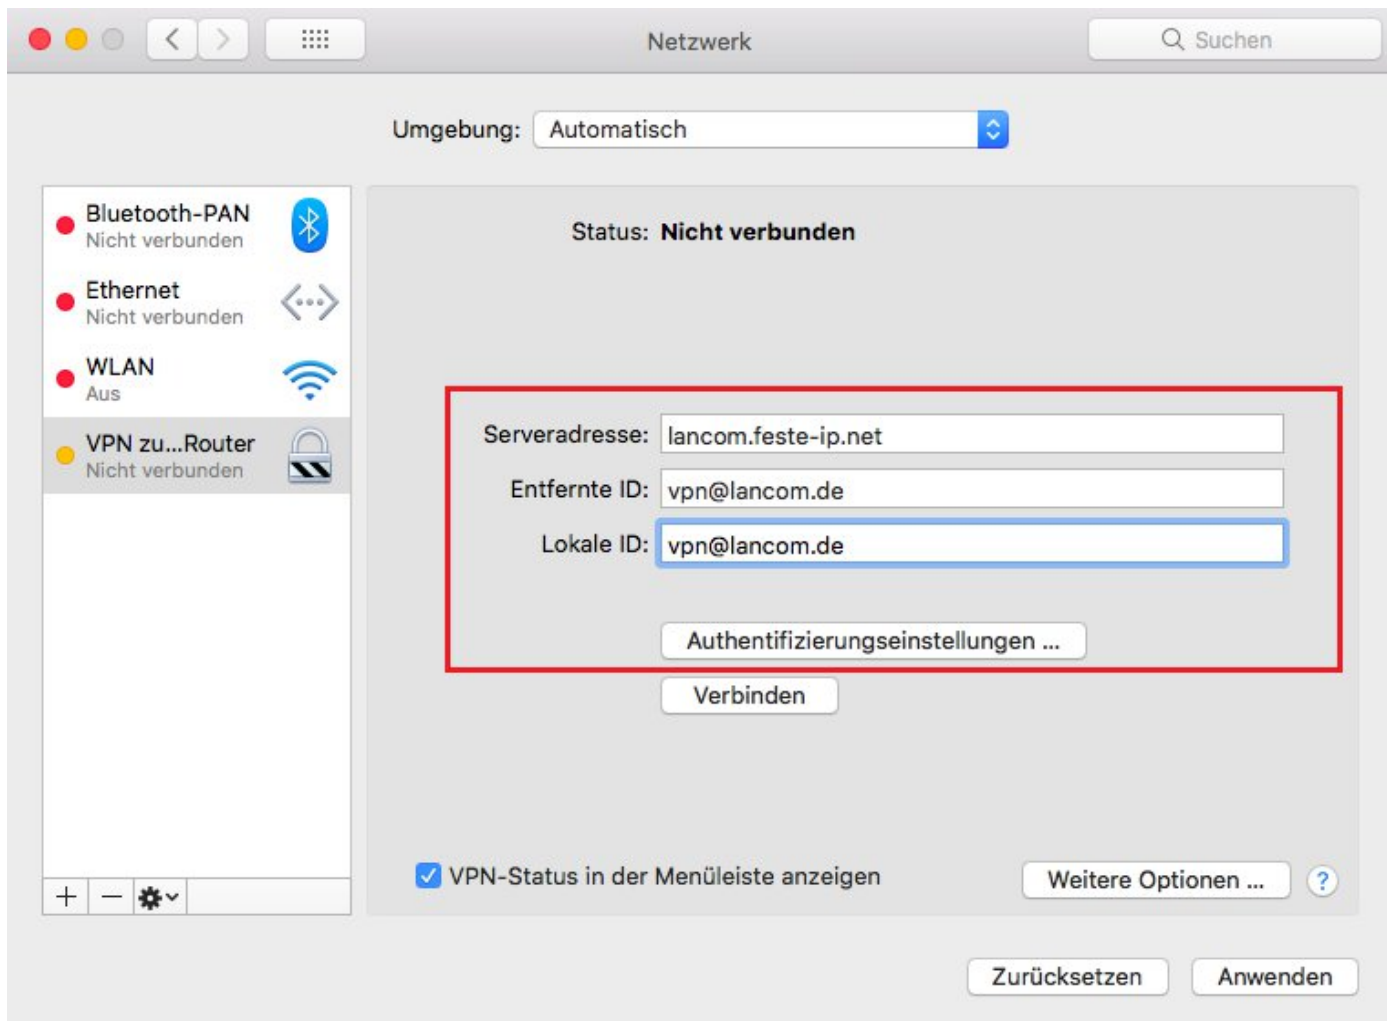 Netzwerk
Suchen
Umgebung: Automatisch
Bluetooth-PAN
Nicht verbunden
Ethernet
Nicht verbunden
WLAN
Aus
VPN zu...Router
Nicht verbunden
Status: Nicht verbunden
Serveradresse: lancom.feste-ip.net
Entfernte ID: vpn@lancom.de
Lokale ID: vpn@lancom.de
Authentifizierungseinstellungen ...
Verbinden
VPN-Status in der Menüleiste anzeigen
Weitere Optionen ... ?
Zurücksetzen Anwenden